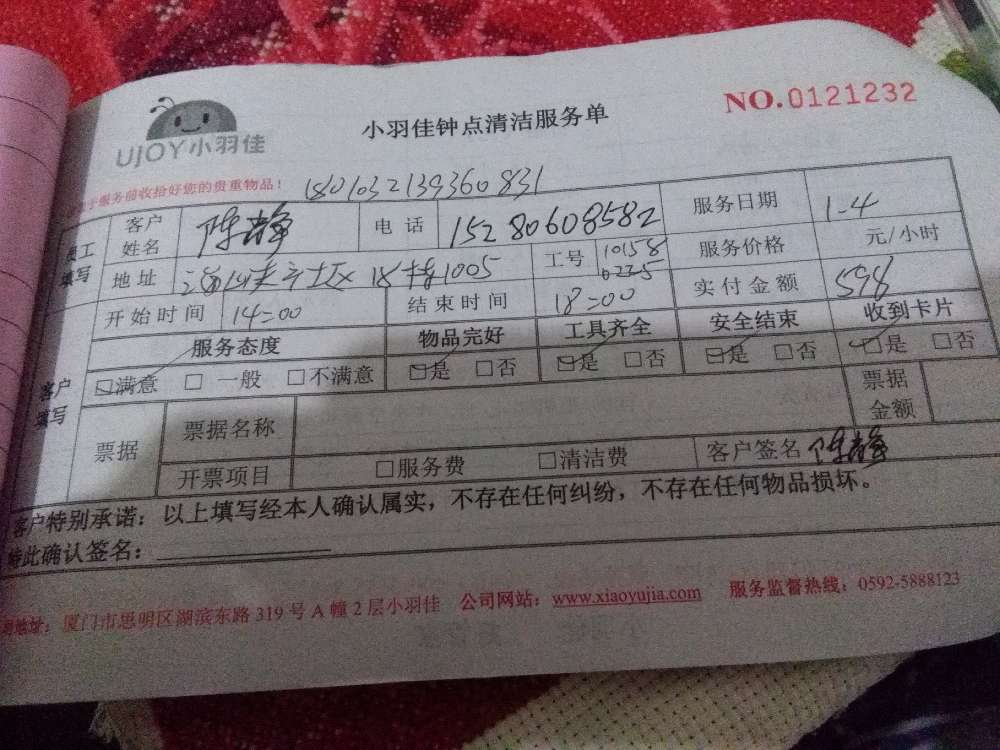 UJOY小羽佳
小羽佳钟点清洁服务单
NO.0121232
服务前收拾好您的贵重物品！
18010321393608​31
员工填写 客户姓名 陈 电话 15280608582 服务日期 1-4
地址 18 1005 工号 10158 服务价格 元/小时
开始时间 14=00 结束时间 18=00 实付金额 598
客户填写 服务态度 物品完好 工具齐全 安全结束 收到卡片
☑满意 □一般 □不满意 ☑是 □否 ☑是 □否 ☑是 □否 ☑是 □否
票据 票据名称 票据金额
开票项目 □服务费 □清洁费 客户签名 陈
客户特别承诺：以上填写经本人确认属实，不存在任何纠纷，不存在任何物品损坏。
特此确认签名：
地址：厦门市思明区湖滨东路319号A幢2层小羽佳 公司网站：www.xiaoyujia.com 服务监督热线：0592-5888123